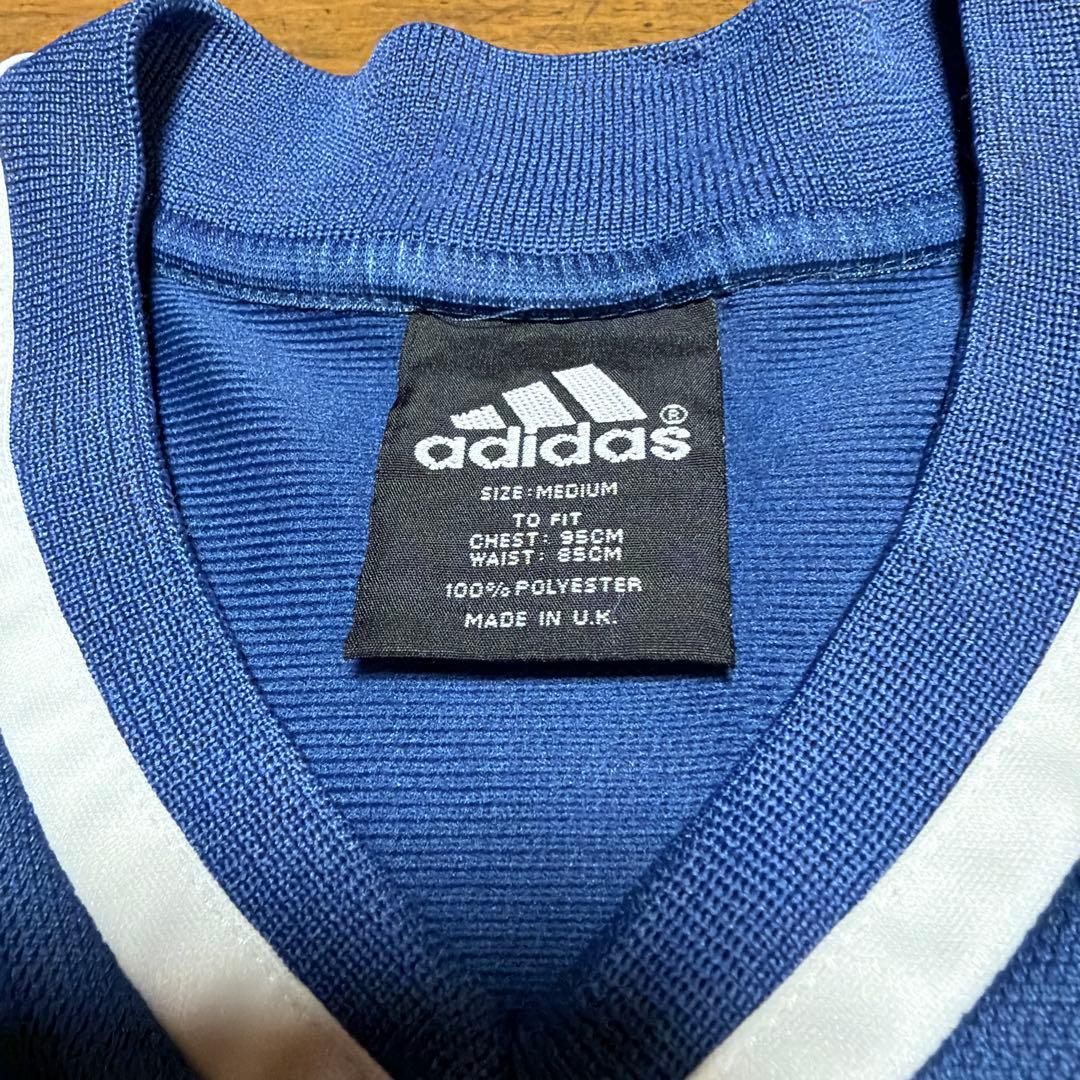 adidas®
SIZE: MEDIUM
TO FIT
CHEST: 95CM
WAIST: 85CM
100% POLYESTER
MADE IN U.K.